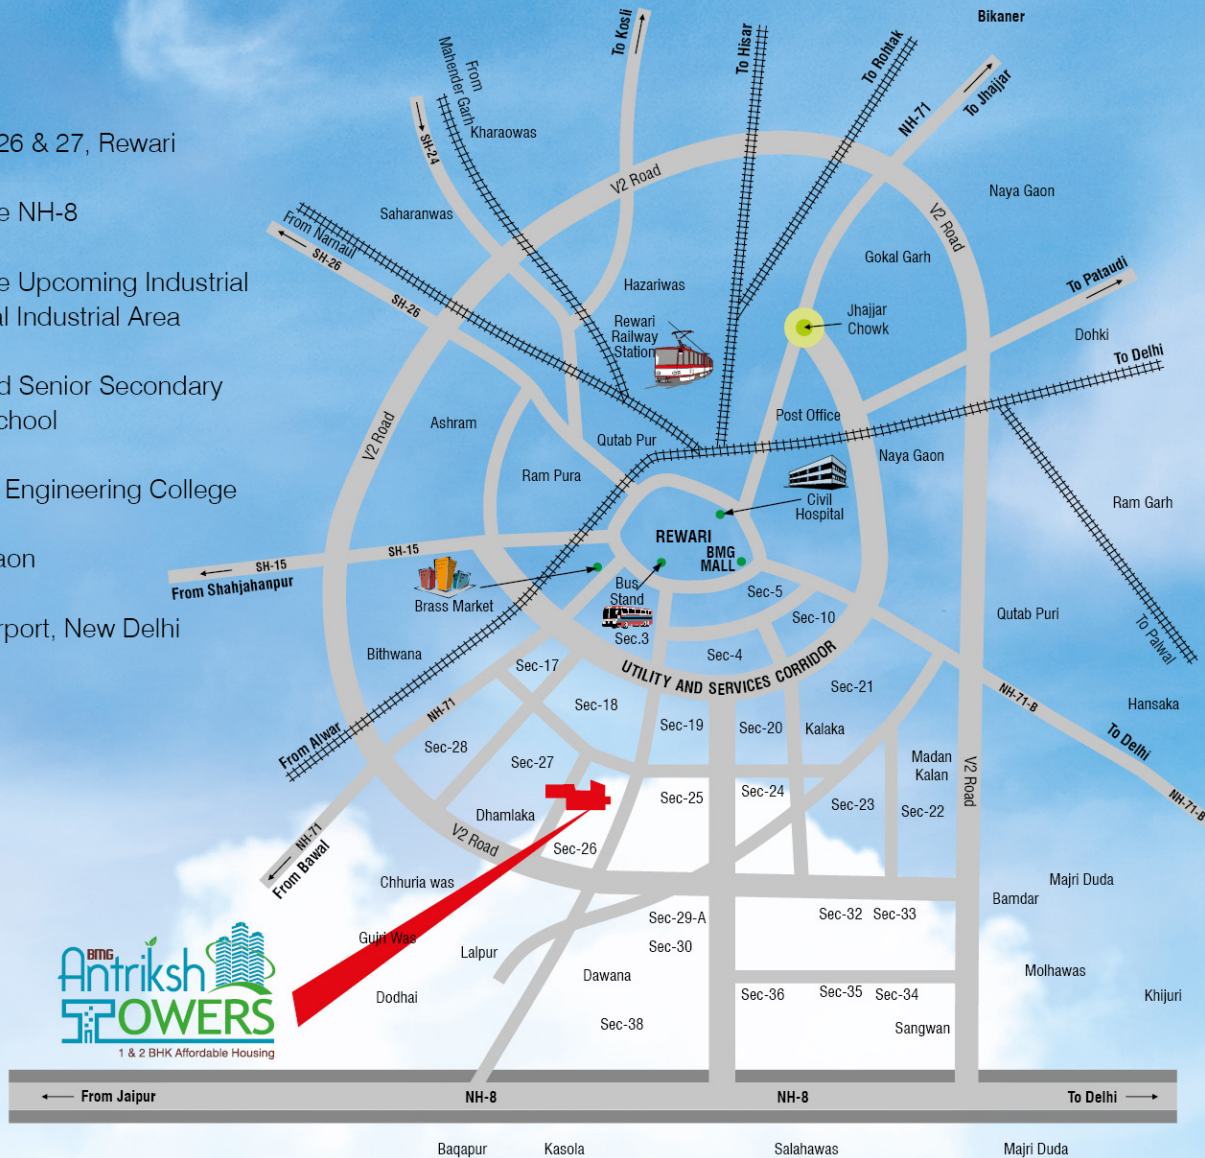 26 & 27, Rewari
e NH-8
e Upcoming Industrial
al Industrial Area
d Senior Secondary
chool
Engineering College
aon
rport, New Delhi
Bikaner
To Kosli
To Hisar
To Rohtak
NH-71
To Jhajjar
From
Mahender Garh
Kharaowas
SH-24
V2 Road
Naya Gaon
Saharanwas
V2 Road
From Narnaul
SH-26
SH-26
Gokal Garh
To Pataudi
Hazariwas
Jhajjar
Chowk
Rewari
Railway
Station
Dohki
To Delhi
V2 Road
Ashram
Post Office
Qutab Pur
Naya Gaon
Ram Pura
Civil
Hospital
Ram Garh
REWARI
BMG
MALL
SH-15
SH-15
From Shahjahanpur
Brass Market
Bus
Stand
Sec.3
Sec-5
Sec-10
Qutab Puri
To Palwal
Bithwana
Sec-4
UTILITY AND SERVICES CORRIDOR
Sec-17
Sec-21
NH-71
Sec-18
Sec-19
Sec-20
Kalaka
NH-71-B
Hansaka
To Delhi
From Alwar
Sec-28
Sec-27
Madan
Kalan
V2 Road
NH-71-B
Sec-25
Sec-24
Sec-23
Sec-22
Dhamlaka
V2 Road
Sec-26
NH-71
From Bawal
Chhuria was
Majri Duda
Bamdar
Sec-29-A
Sec-32
Sec-33
Gujri Was
Lalpur
Sec-30
Dawana
Molhawas
Dodhai
Sec-36
Sec-35
Sec-34
Khijuri
Sec-38
Sangwan
BMG
Antriksh
TOWERS
1 & 2 BHK Affordable Housing
From Jaipur
NH-8
NH-8
To Delhi
Baqapur
Kasola
Salahawas
Majri Duda